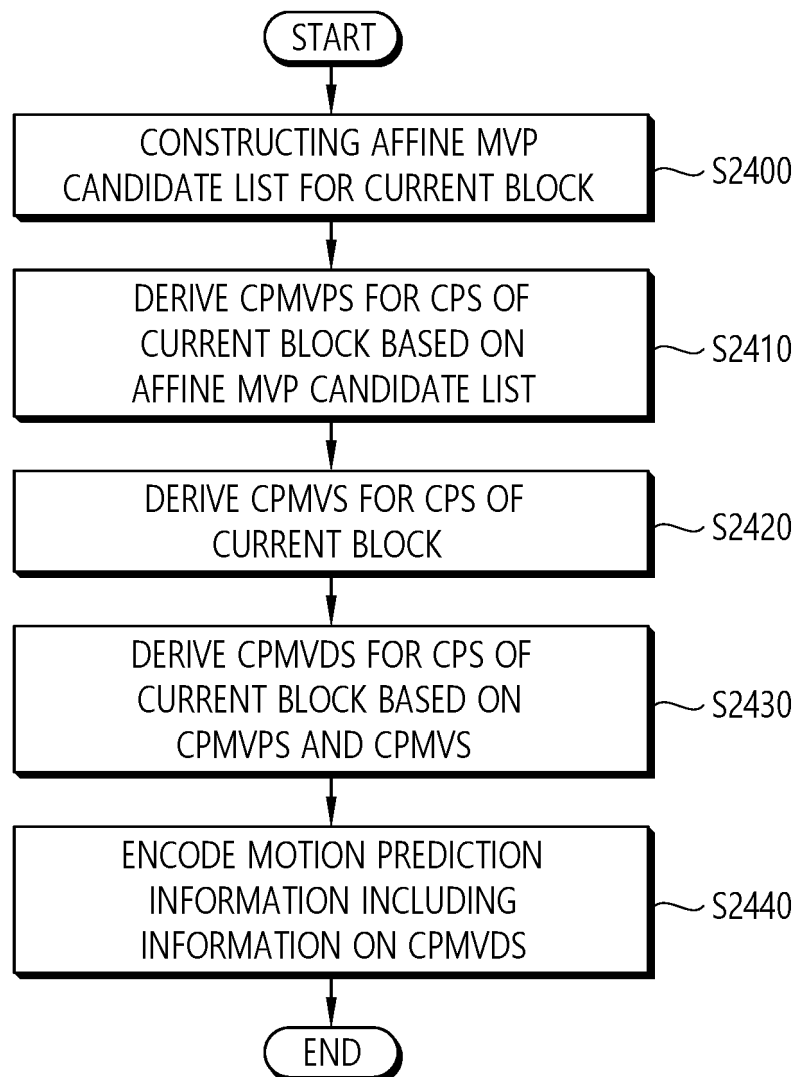 START
CONSTRUCTING AFFINE MVP
CANDIDATE LIST FOR CURRENT BLOCK
S2400
DERIVE CPMVPS FOR CPS OF
CURRENT BLOCK BASED ON
AFFINE MVP CANDIDATE LIST
S2410
DERIVE CPMVS FOR CPS OF
CURRENT BLOCK
S2420
DERIVE CPMVDS FOR CPS OF
CURRENT BLOCK BASED ON
CPMVPS AND CPMVS
S2430
ENCODE MOTION PREDICTION
INFORMATION INCLUDING
INFORMATION ON CPMVDS
S2440
END